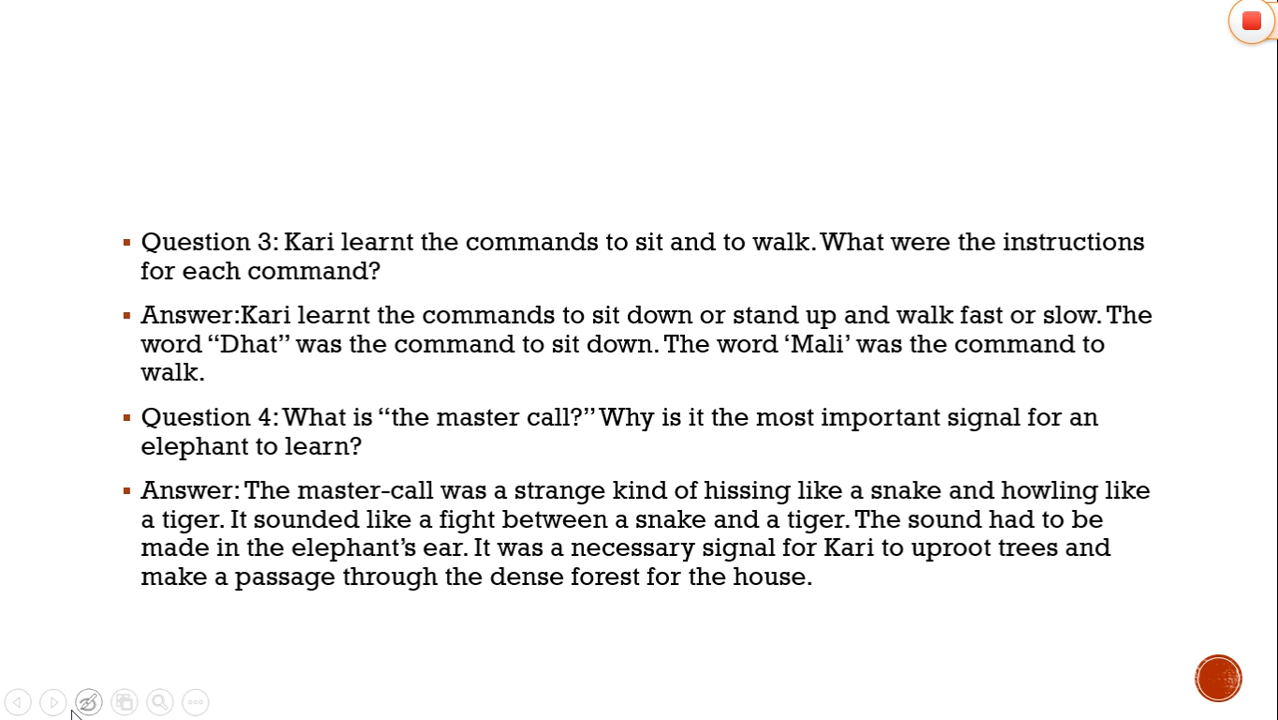 Question 3: Kari learnt the commands to sit and to walk. What were the instructions
for each command?
Answer:Kari learnt the commands to sit down or stand up and walk fast or slow. The
word “Dhat” was the command to sit down. The word ‘Mali’ was the command to
walk.
Question 4: What is “the master call?” Why is it the most important signal for an
elephant to learn?
Answer: The master-call was a strange kind of hissing like a snake and howling like
a tiger. It sounded like a fight between a snake and a tiger. The sound had to be
made in the elephant’s ear. It was a necessary signal for Kari to uproot trees and
make a passage through the dense forest for the house.